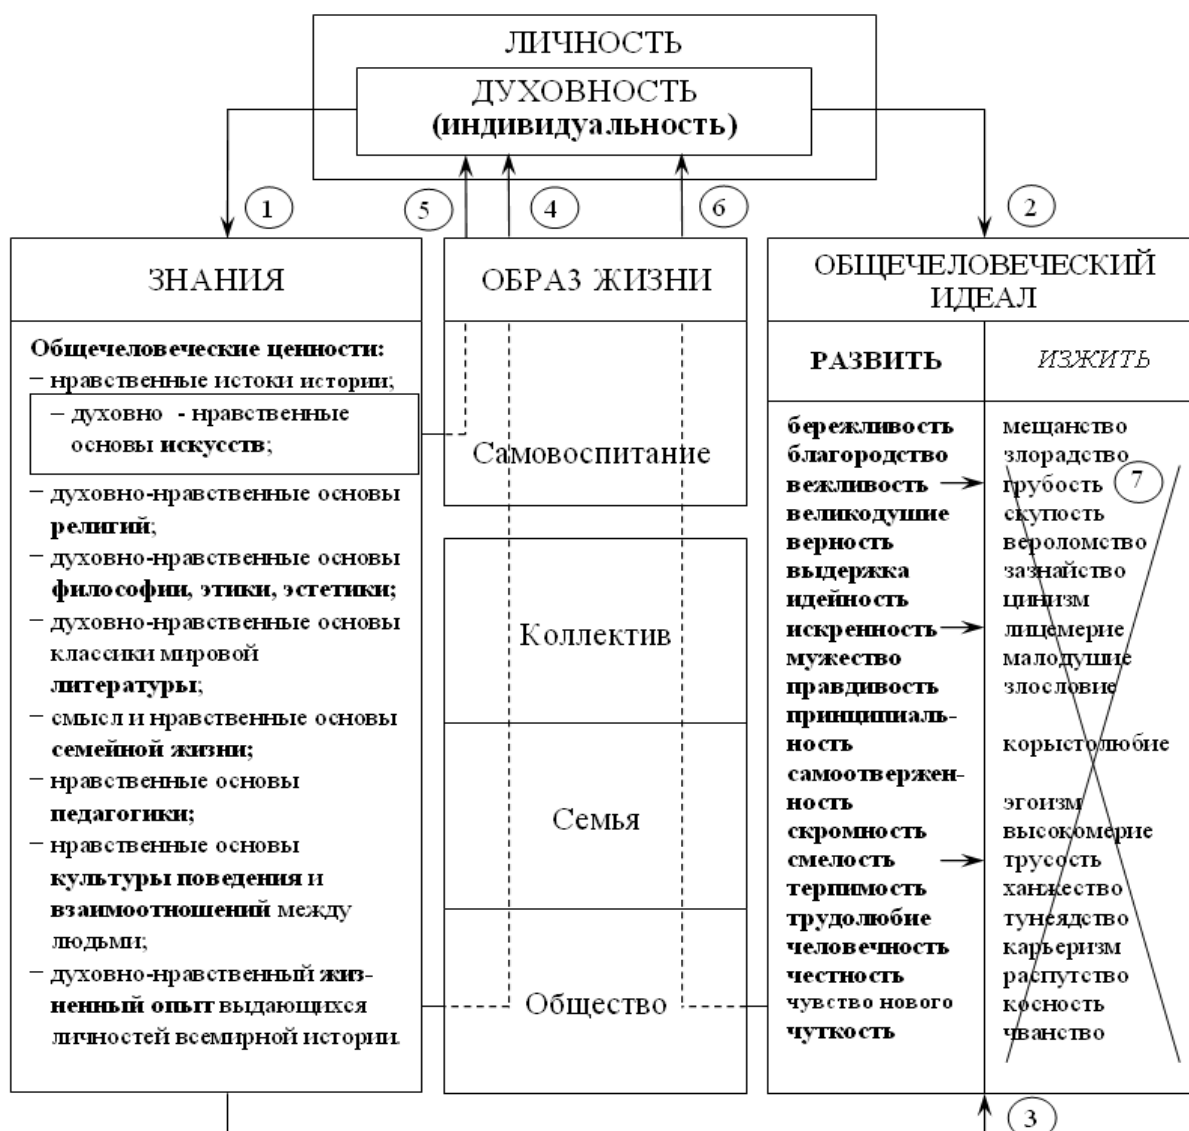 ЛИЧНОСТЬ
ДУХОВНОСТЬ
(индивидуальность)
1
5
4
6
2
ЗНАНИЯ
Общечеловеческие ценности:
– нравственные истоки истории;
– духовно - нравственные
основы искусств;
– духовно-нравственные основы
религий;
– духовно-нравственные основы
философии, этики, эстетики;
– духовно-нравственные основы
классики мировой
литературы;
– смысл и нравственные основы
семейной жизни;
– нравственные основы
педагогики;
– нравственные основы
культуры поведения и
взаимоотношений между
людьми;
– духовно-нравственный жиз-
ненный опыт выдающихся
личностей всемирной истории.
ОБРАЗ ЖИЗНИ
Самовоспитание
Коллектив
Семья
Общество
ОБЩЕЧЕЛОВЕЧЕСКИЙ
ИДЕАЛ
РАЗВИТЬ
бережливость
благородство
вежливость
великодушие
верность
выдержка
идейность
искренность
мужество
правдивость
принципиаль-
ность
самоотвержен-
ность
скромность
смелость
терпимость
трудолюбие
человечность
честность
чувство нового
чуткость
ИЗЖИТЬ
мещанство
злорадство
грубость
скупость
вероломство
зазнайство
цинизм
лицемерие
малодушие
злословие
корыстолюбие
эгоизм
высокомерие
трусость
ханжество
тунеядство
карьеризм
распутство
косность
чванство
7
3